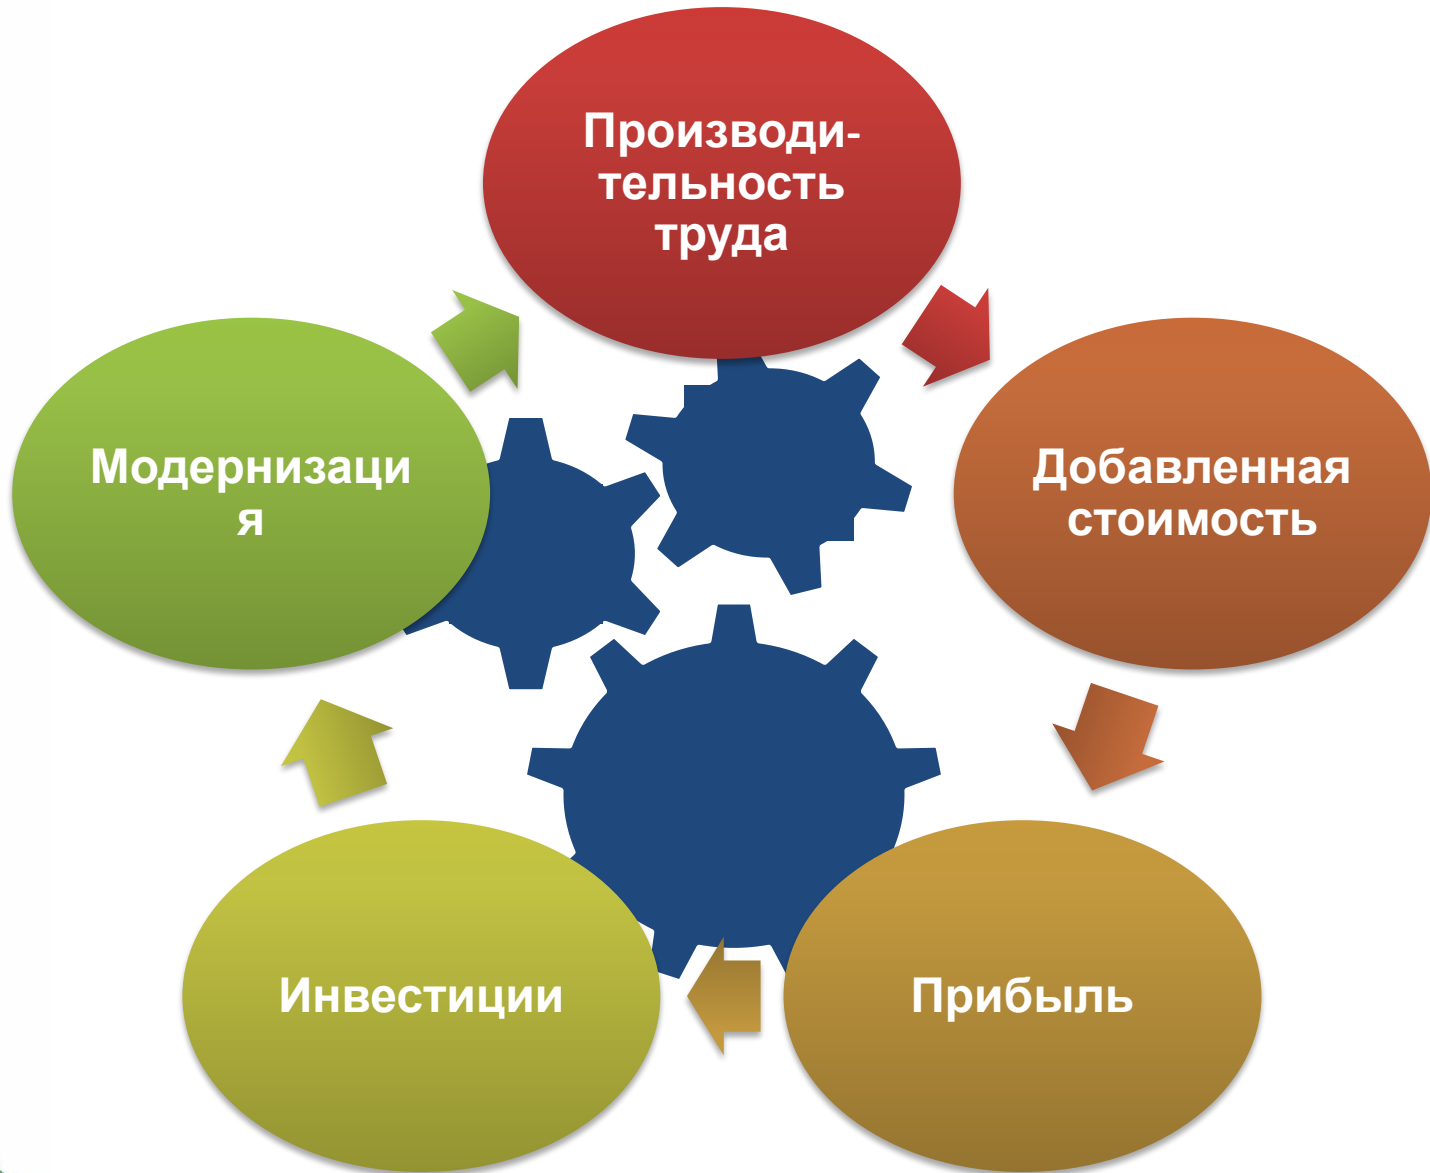 Производи-
тельность
труда
Добавленная
стоимость
Прибыль
Инвестиции
Модернизаци
я